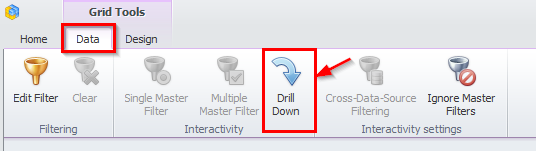 Grid Tools
Home Data Design
Edit Filter Clear Single Master Filter Multiple Master Filter Drill Down Cross-Data-Source Filtering Ignore Master Filters
Filtering Interactivity Interactivity settings